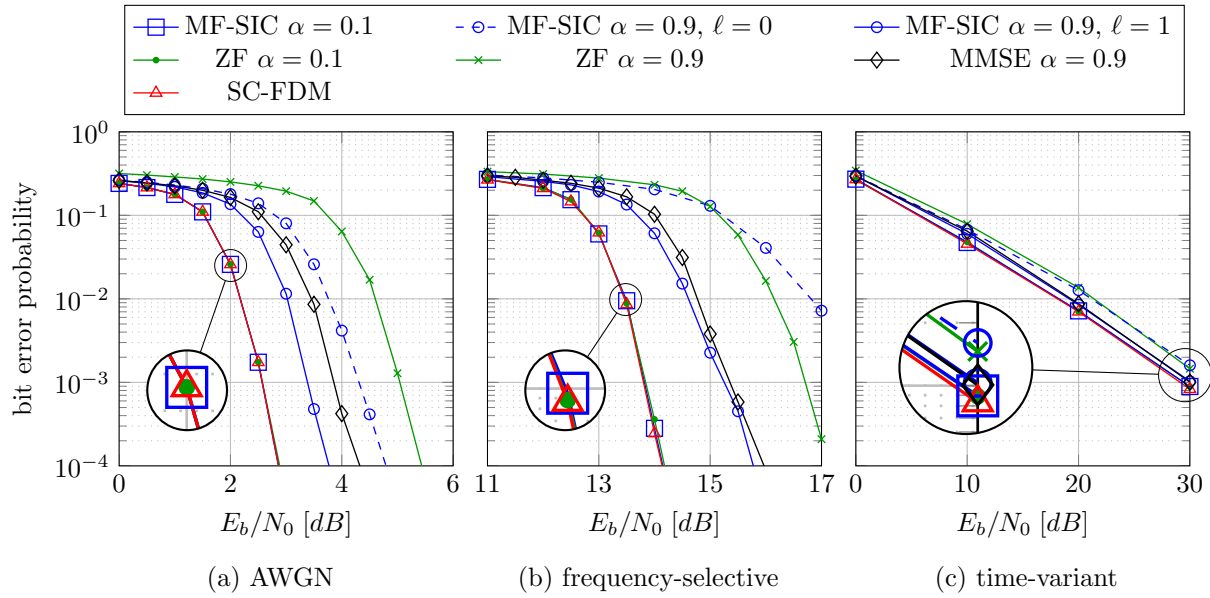 MF-SIC α = 0.1 MF-SIC α = 0.9, ℓ = 0 MF-SIC α = 0.9, ℓ = 1
ZF α = 0.1 ZF α = 0.9 MMSE α = 0.9
SC-FDM
bit error probability
10^0
10^−1
10^−2
10^−3
10^−4
0 2 4 6
E_b/N_0 [dB]
(a) AWGN
11 13 15 17
E_b/N_0 [dB]
(b) frequency-selective
0 10 20 30
E_b/N_0 [dB]
(c) time-variant